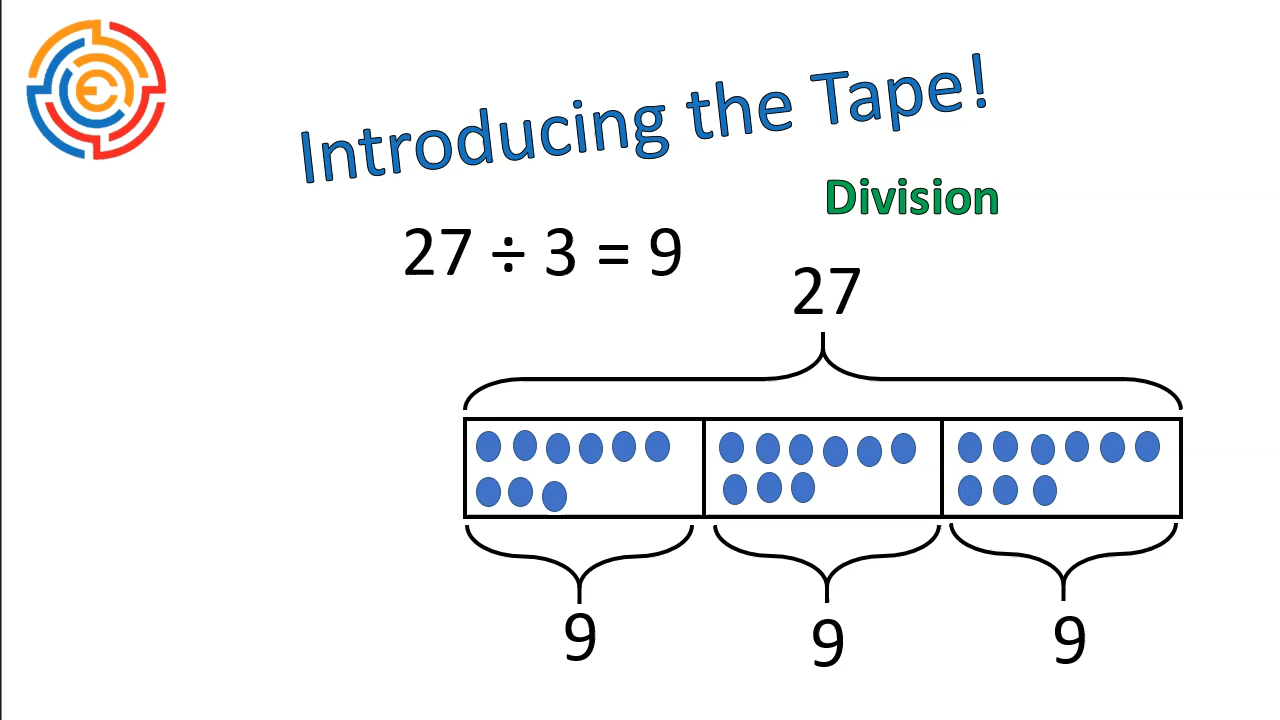 Introducing the Tape!
Division
27 ÷ 3 = 9
27
9 9 9